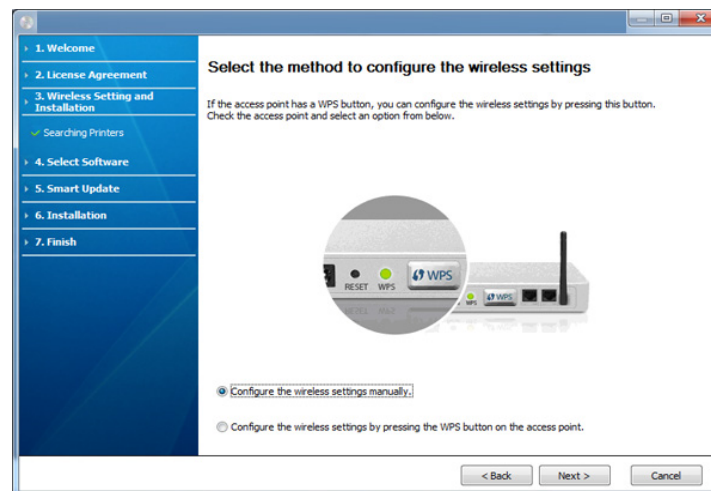 1. Welcome
2. License Agreement
3. Wireless Setting and
Installation
Searching Printers
4. Select Software
5. Smart Update
6. Installation
7. Finish
Select the method to configure the wireless settings
If the access point has a WPS button, you can configure the wireless settings by pressing this button.
Check the access point and select an option from below.
RESET WPS WPS
WPS WPS
Configure the wireless settings manually.
Configure the wireless settings by pressing the WPS button on the access point.
< Back Next > Cancel